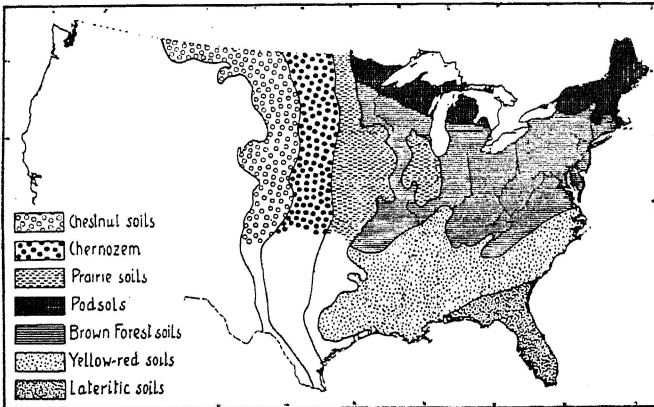 Chestnut soils
Chernozem
Prairie soils
Podsols
Brown Forest soils
Yellow-red soils
Lateritic soils